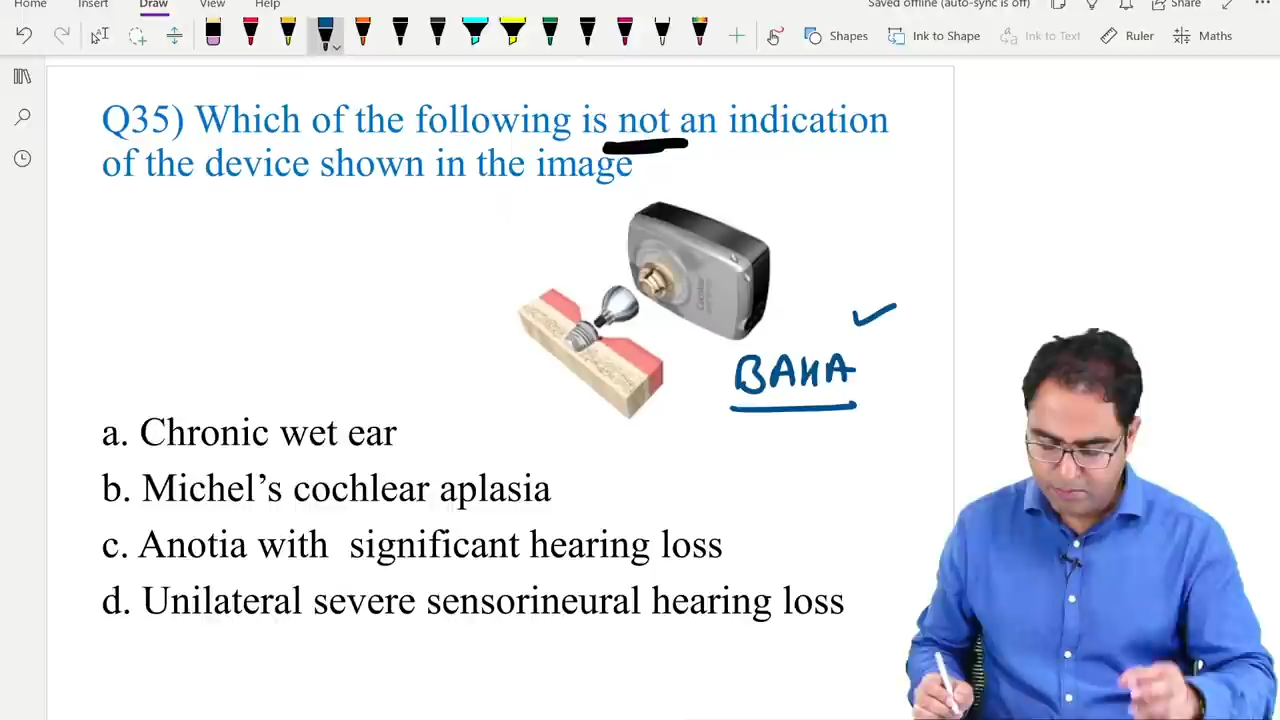 Home Insert Draw View Help Saved offline (auto-sync is off) Share
Shapes Ink to Shape Ink to Text Ruler Maths
Q35) Which of the following is not an indication
of the device shown in the image
BAHA
a. Chronic wet ear
b. Michel's cochlear aplasia
c. Anotia with significant hearing loss
d. Unilateral severe sensorineural hearing loss